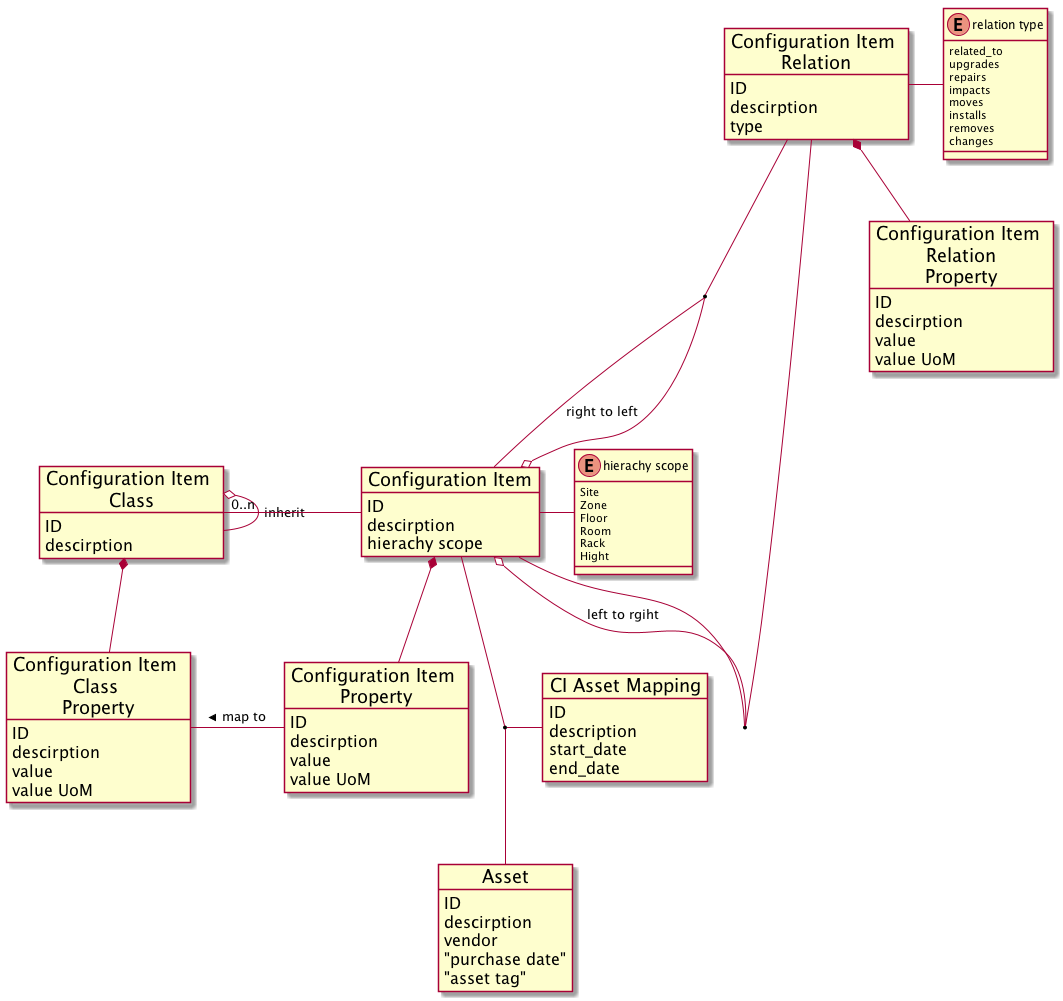 Configuration Item
Relation
ID
descirption
type
E relation type
related_to
upgrades
repairs
impacts
moves
installs
removes
changes
Configuration Item
Relation
Property
ID
descirption
value
value UoM
right to left
Configuration Item
Class
ID
descirption
0..n
inherit
Configuration Item
ID
descirption
hierachy scope
E hierachy scope
Site
Zone
Floor
Room
Rack
Hight
left to rgiht
Configuration Item
Class
Property
ID
descirption
value
value UoM
◄ map to
Configuration Item
Property
ID
descirption
value
value UoM
CI Asset Mapping
ID
description
start_date
end_date
Asset
ID
descirption
vendor
"purchase date"
"asset tag"